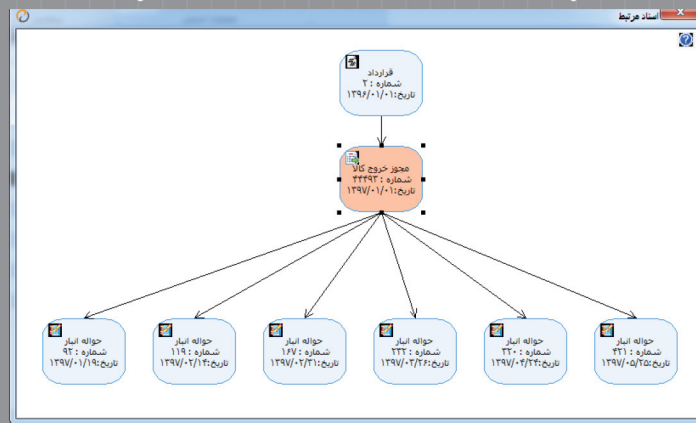 اسناد مرتبط
قرارداد
شماره : ۲
تاریخ:۱۳۹۶/۰۱/۰۱
مجوز خروج کالا
شماره : ۴۴۴۹۳
تاریخ:۱۳۹۷/۰۱/۰۱
حواله انبار
شماره : ۹۲
تاریخ:۱۳۹۷/۰۱/۱۹
حواله انبار
شماره : ۱۱۹
تاریخ:۱۳۹۷/۰۲/۱۴
حواله انبار
شماره : ۱۶۷
تاریخ:۱۳۹۷/۰۲/۳۱
حواله انبار
شماره : ۲۳۲
تاریخ:۱۳۹۷/۰۳/۲۶
حواله انبار
شماره : ۳۲۰
تاریخ:۱۳۹۷/۰۴/۲۴
حواله انبار
شماره : ۴۲۱
تاریخ:۱۳۹۷/۰۵/۲۵